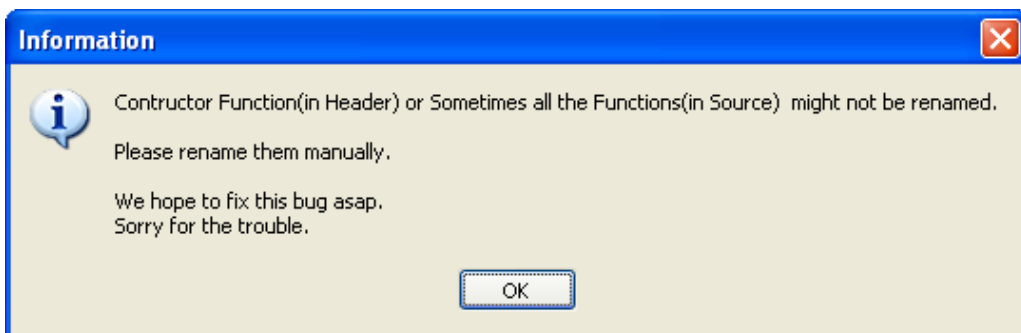 Information
Contructor Function(in Header) or Sometimes all the Functions(in Source)  might not be renamed.
Please rename them manually.
We hope to fix this bug asap.
Sorry for the trouble.
OK